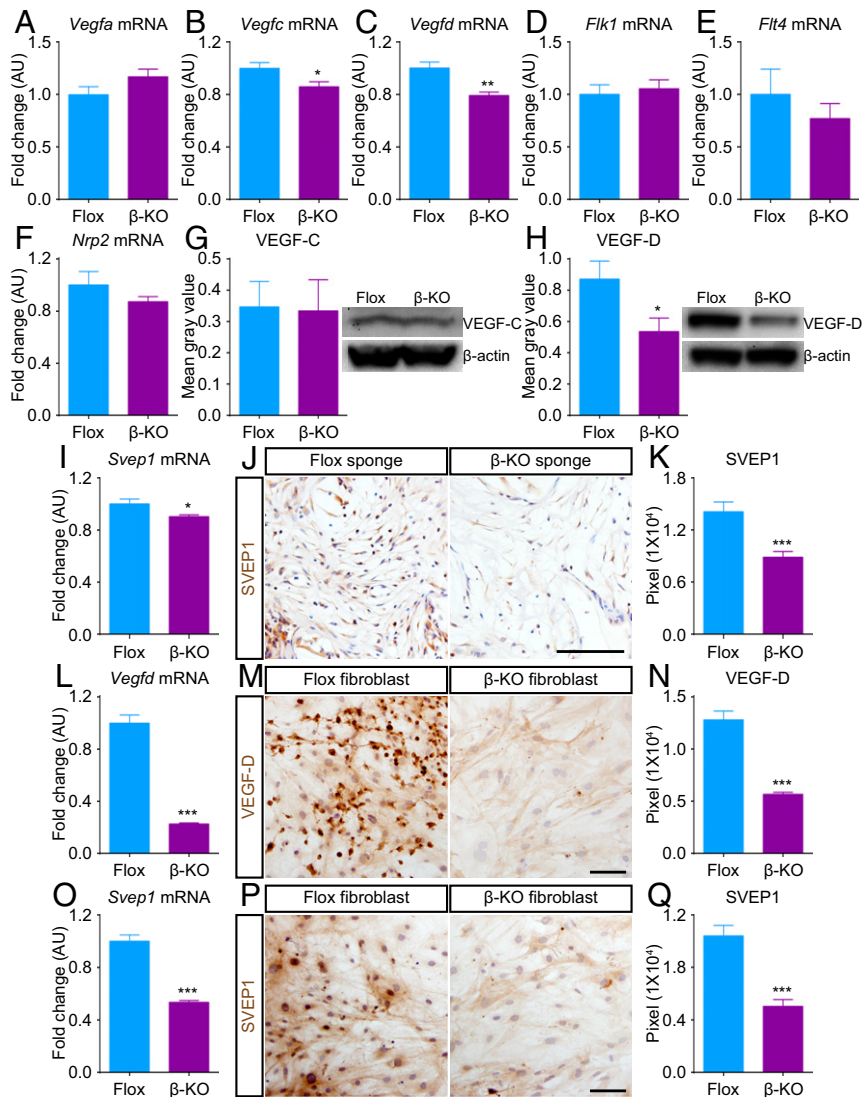 A
Vegfa mRNA
Fold change (AU)
1.5
1.0
0.5
0.0
Flox
β-KO
B
Vegfc mRNA
Fold change (AU)
1.2
0.8
0.4
0.0
*
Flox
β-KO
C
Vegfd mRNA
Fold change (AU)
1.2
0.8
0.4
0.0
**
Flox
β-KO
D
Flk1 mRNA
Fold change (AU)
1.5
1.0
0.5
0.0
Flox
β-KO
E
Flt4 mRNA
Fold change (AU)
1.5
1.0
0.5
0.0
Flox
β-KO
F
Nrp2 mRNA
Fold change (AU)
1.2
0.8
0.4
0.0
Flox
β-KO
G
VEGF-C
Mean gray value
0.5
0.4
0.3
0.2
0.1
0.0
Flox
β-KO
Flox
β-KO
VEGF-C
β-actin
H
VEGF-D
Mean gray value
1.0
0.8
0.6
0.4
0.2
0.0
*
Flox
β-KO
Flox
β-KO
VEGF-D
β-actin
I
Svep1 mRNA
Fold change (AU)
1.2
0.8
0.4
0.0
*
Flox
β-KO
J
Flox sponge
β-KO sponge
SVEP1
K
SVEP1
Pixel (1X10⁴)
1.8
1.2
0.6
0.0
***
Flox
β-KO
L
Vegfd mRNA
Fold change (AU)
1.2
0.8
0.4
0.0
***
Flox
β-KO
M
Flox fibroblast
β-KO fibroblast
VEGF-D
N
VEGF-D
Pixel (1X10⁴)
1.5
1.0
0.5
0.0
***
Flox
β-KO
O
Svep1 mRNA
Fold change (AU)
1.2
0.8
0.4
0.0
***
Flox
β-KO
P
Flox fibroblast
β-KO fibroblast
SVEP1
Q
SVEP1
Pixel (1X10⁴)
1.2
1.8
0.4
0.0
***
Flox
β-KO